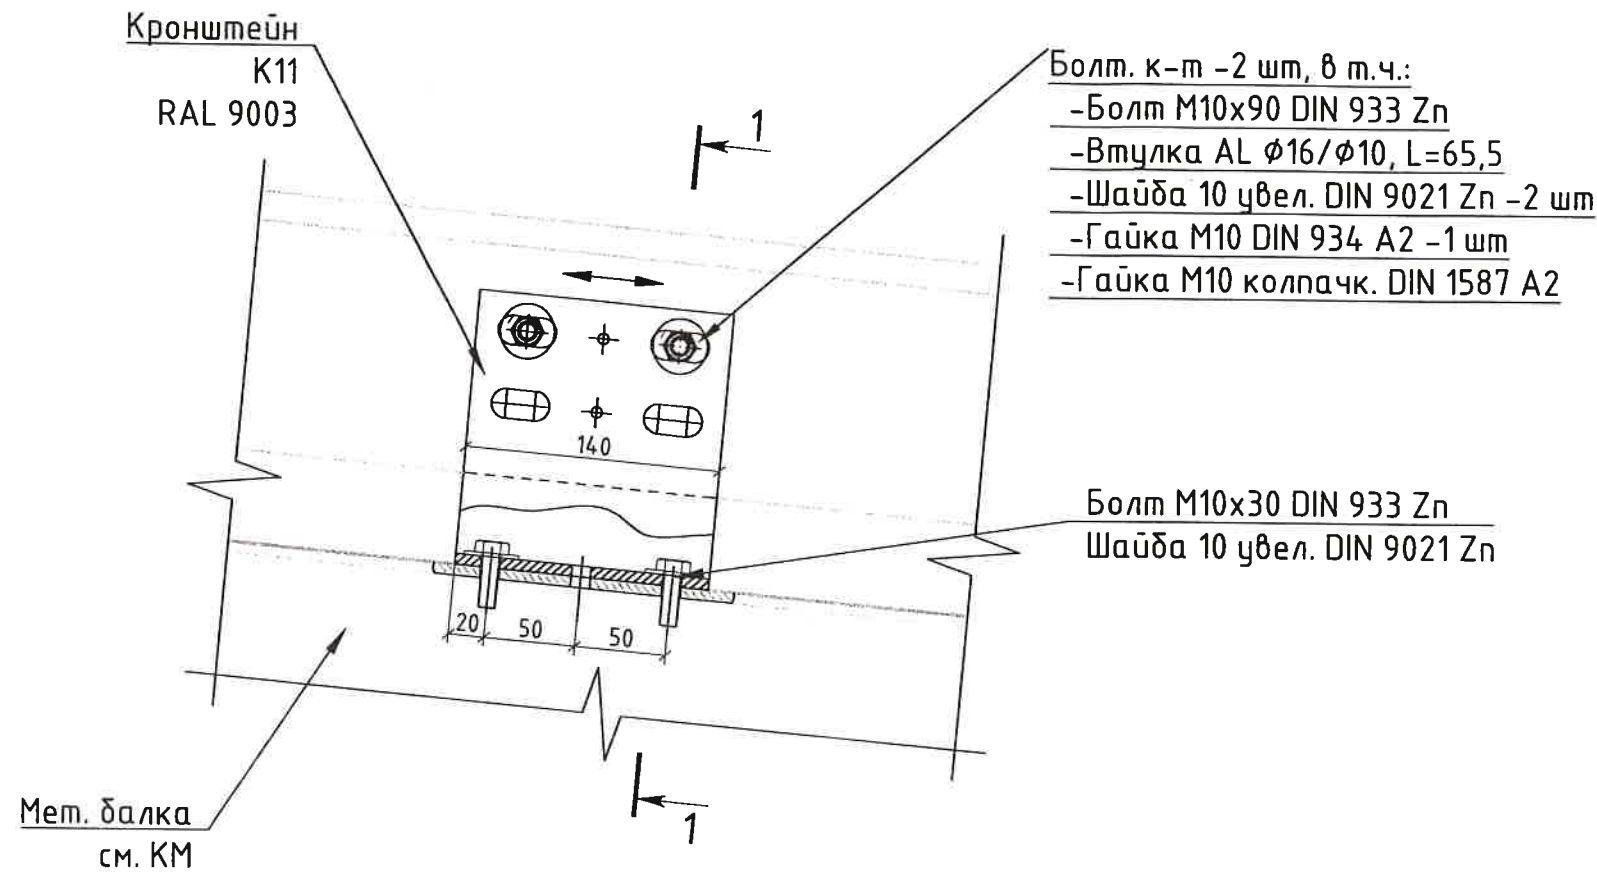 Кронштейн
К11
RAL 9003
Болт. к-т -2 шт, в т.ч.:
-Болт М10х90 DIN 933 Zn
-Втулка AL Ø16/Ø10, L=65,5
-Шайба 10 увел. DIN 9021 Zn -2 шт
-Гайка М10 DIN 934 А2 -1 шт
-Гайка М10 колпачк. DIN 1587 А2
1
140
Болт М10х30 DIN 933 Zn
Шайба 10 увел. DIN 9021 Zn
20
50
50
Мет. балка
см. КМ
1